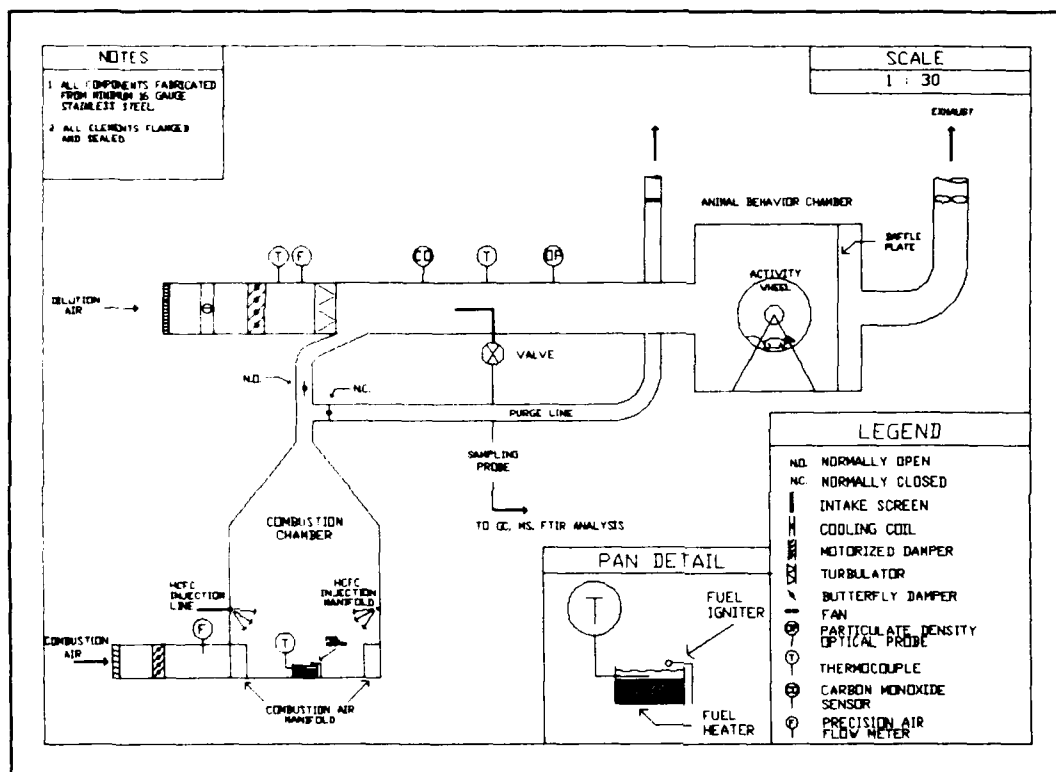 NOTES
1 ALL COMPONENTS FABRICATED
FROM MINIMUM 16 GAUGE
STAINLESS STEEL.
2 ALL ELEMENTS FLANGED
AND SEALED.
SCALE
1 : 30
EXHAUST
ANIMAL BEHAVIOR CHAMBER
BAFFLE
PLATE
ACTIVITY
WHEEL
T
F
CO
T
OP
DILUTION
AIR
VALVE
N.O.
N.C.
PURGE LINE
SAMPLING
PROBE
TO GC, MS, FTIR ANALYSIS
COMBUSTION
CHAMBER
HCFC
INJECTION
LINE
HCFC
INJECTION
MANIFOLD
COMBUSTION
AIR
F
T
COMBUSTION AIR
MANIFOLD
PAN DETAIL
T
FUEL
IGNITER
FUEL
HEATER
LEGEND
N.O. NORMALLY OPEN
N.C. NORMALLY CLOSED
INTAKE SCREEN
COOLING COIL
MOTORIZED DAMPER
TURBULATOR
BUTTERFLY DAMPER
FAN
OP PARTICULATE DENSITY
OPTICAL PROBE
T THERMOCOUPLE
CO CARBON MONOXIDE
SENSOR
F PRECISION AIR
FLOW METER